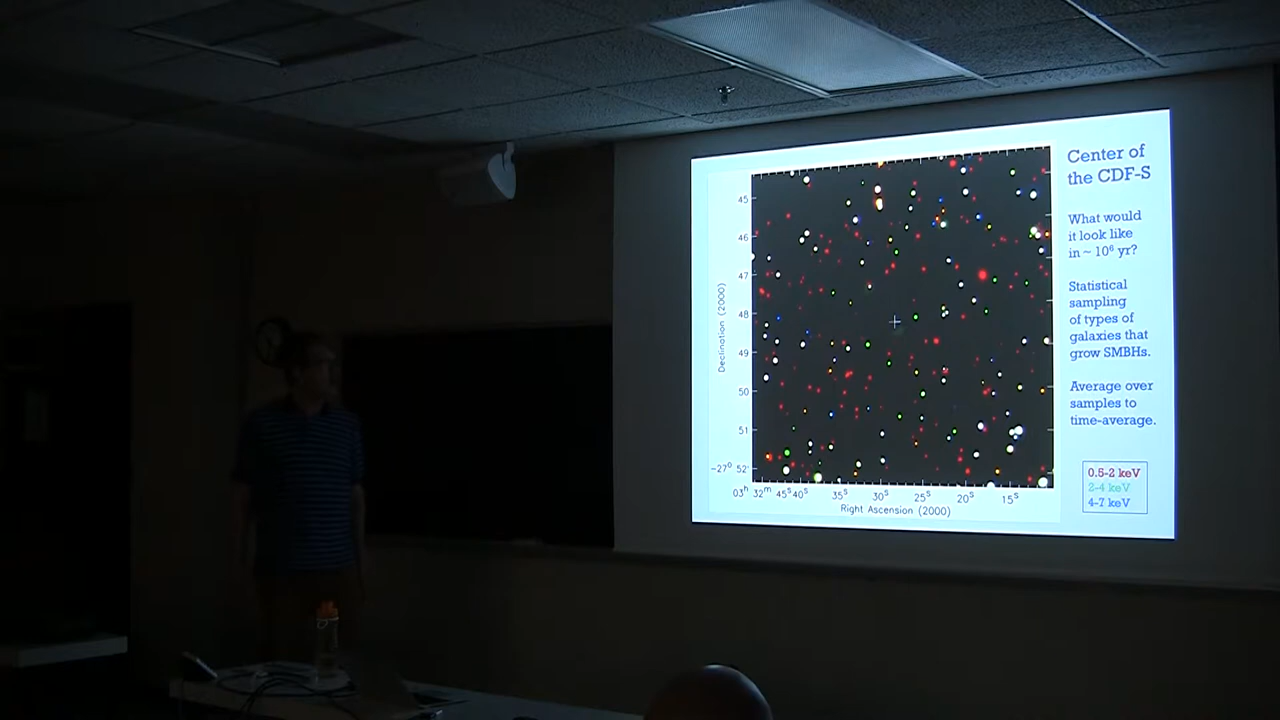 Center of
the CDF-S
What would
it look like
in ~ 10⁶ yr?
Statistical
sampling
of types of
galaxies that
grow SMBHs.
Average over
samples to
time-average.
0.5-2 keV
2-4 keV
4-7 keV
Declination (2000)
45
46
47
48
49
50
51
-27⁰ 52'
03ʰ 32ᵐ 45ˢ 40ˢ 35ˢ 30ˢ 25ˢ 20ˢ 15ˢ
Right Ascension (2000)